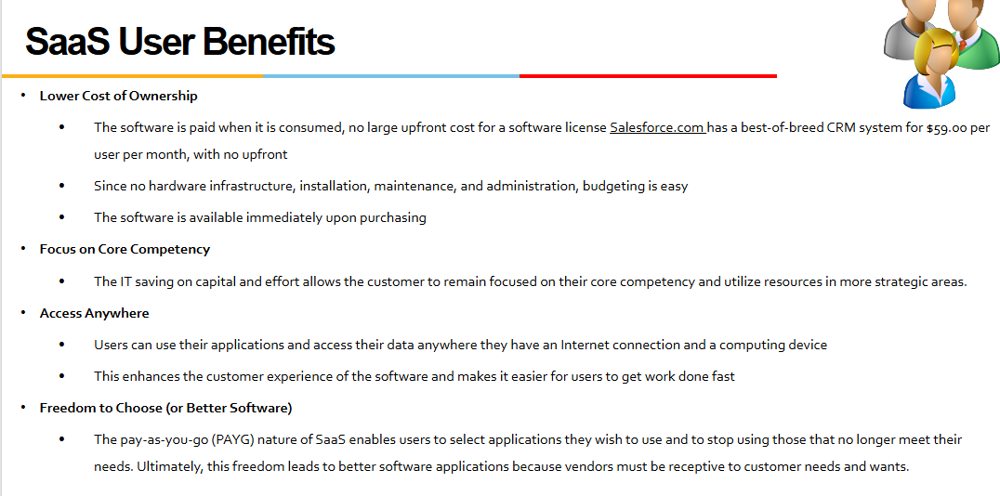 SaaS User Benefits
• Lower Cost of Ownership
• The software is paid when it is consumed, no large upfront cost for a software license Salesforce.com has a best-of-breed CRM system for $59.00 per
user per month, with no upfront
• Since no hardware infrastructure, installation, maintenance, and administration, budgeting is easy
• The software is available immediately upon purchasing
• Focus on Core Competency
• The IT saving on capital and effort allows the customer to remain focused on their core competency and utilize resources in more strategic areas.
• Access Anywhere
• Users can use their applications and access their data anywhere they have an Internet connection and a computing device
• This enhances the customer experience of the software and makes it easier for users to get work done fast
• Freedom to Choose (or Better Software)
• The pay-as-you-go (PAYG) nature of SaaS enables users to select applications they wish to use and to stop using those that no longer meet their
needs. Ultimately, this freedom leads to better software applications because vendors must be receptive to customer needs and wants.